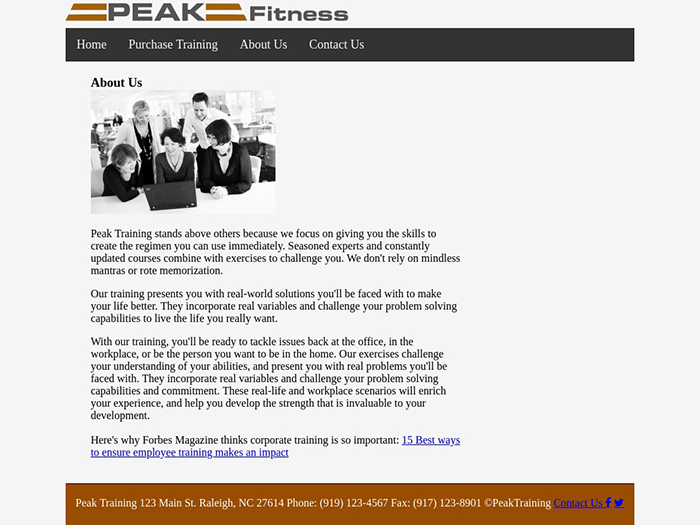 PEAK Fitness
Home Purchase Training About Us Contact Us
About Us
Peak Training stands above others because we focus on giving you the skills to
create the regimen you can use immediately. Seasoned experts and constantly
updated courses combine with exercises to challenge you. We don't rely on mindless
mantras or rote memorization.
Our training presents you with real-world solutions you'll be faced with to make
your life better. They incorporate real variables and challenge your problem solving
capabilities to live the life you really want.
With our training, you'll be ready to tackle issues back at the office, in the
workplace, or be the person you want to be in the home. Our exercises challenge
your understanding of your abilities, and present you with real problems you'll be
faced with. They incorporate real variables and challenge your problem solving
capabilities and commitment. These real-life and workplace scenarios will enrich
your experience, and help you develop the strength that is invaluable to your
development.
Here's why Forbes Magazine thinks corporate training is so important: 15 Best ways
to ensure employee training makes an impact
Peak Training 123 Main St. Raleigh, NC 27614 Phone: (919) 123-4567 Fax: (917) 123-8901 ©PeakTraining Contact Us